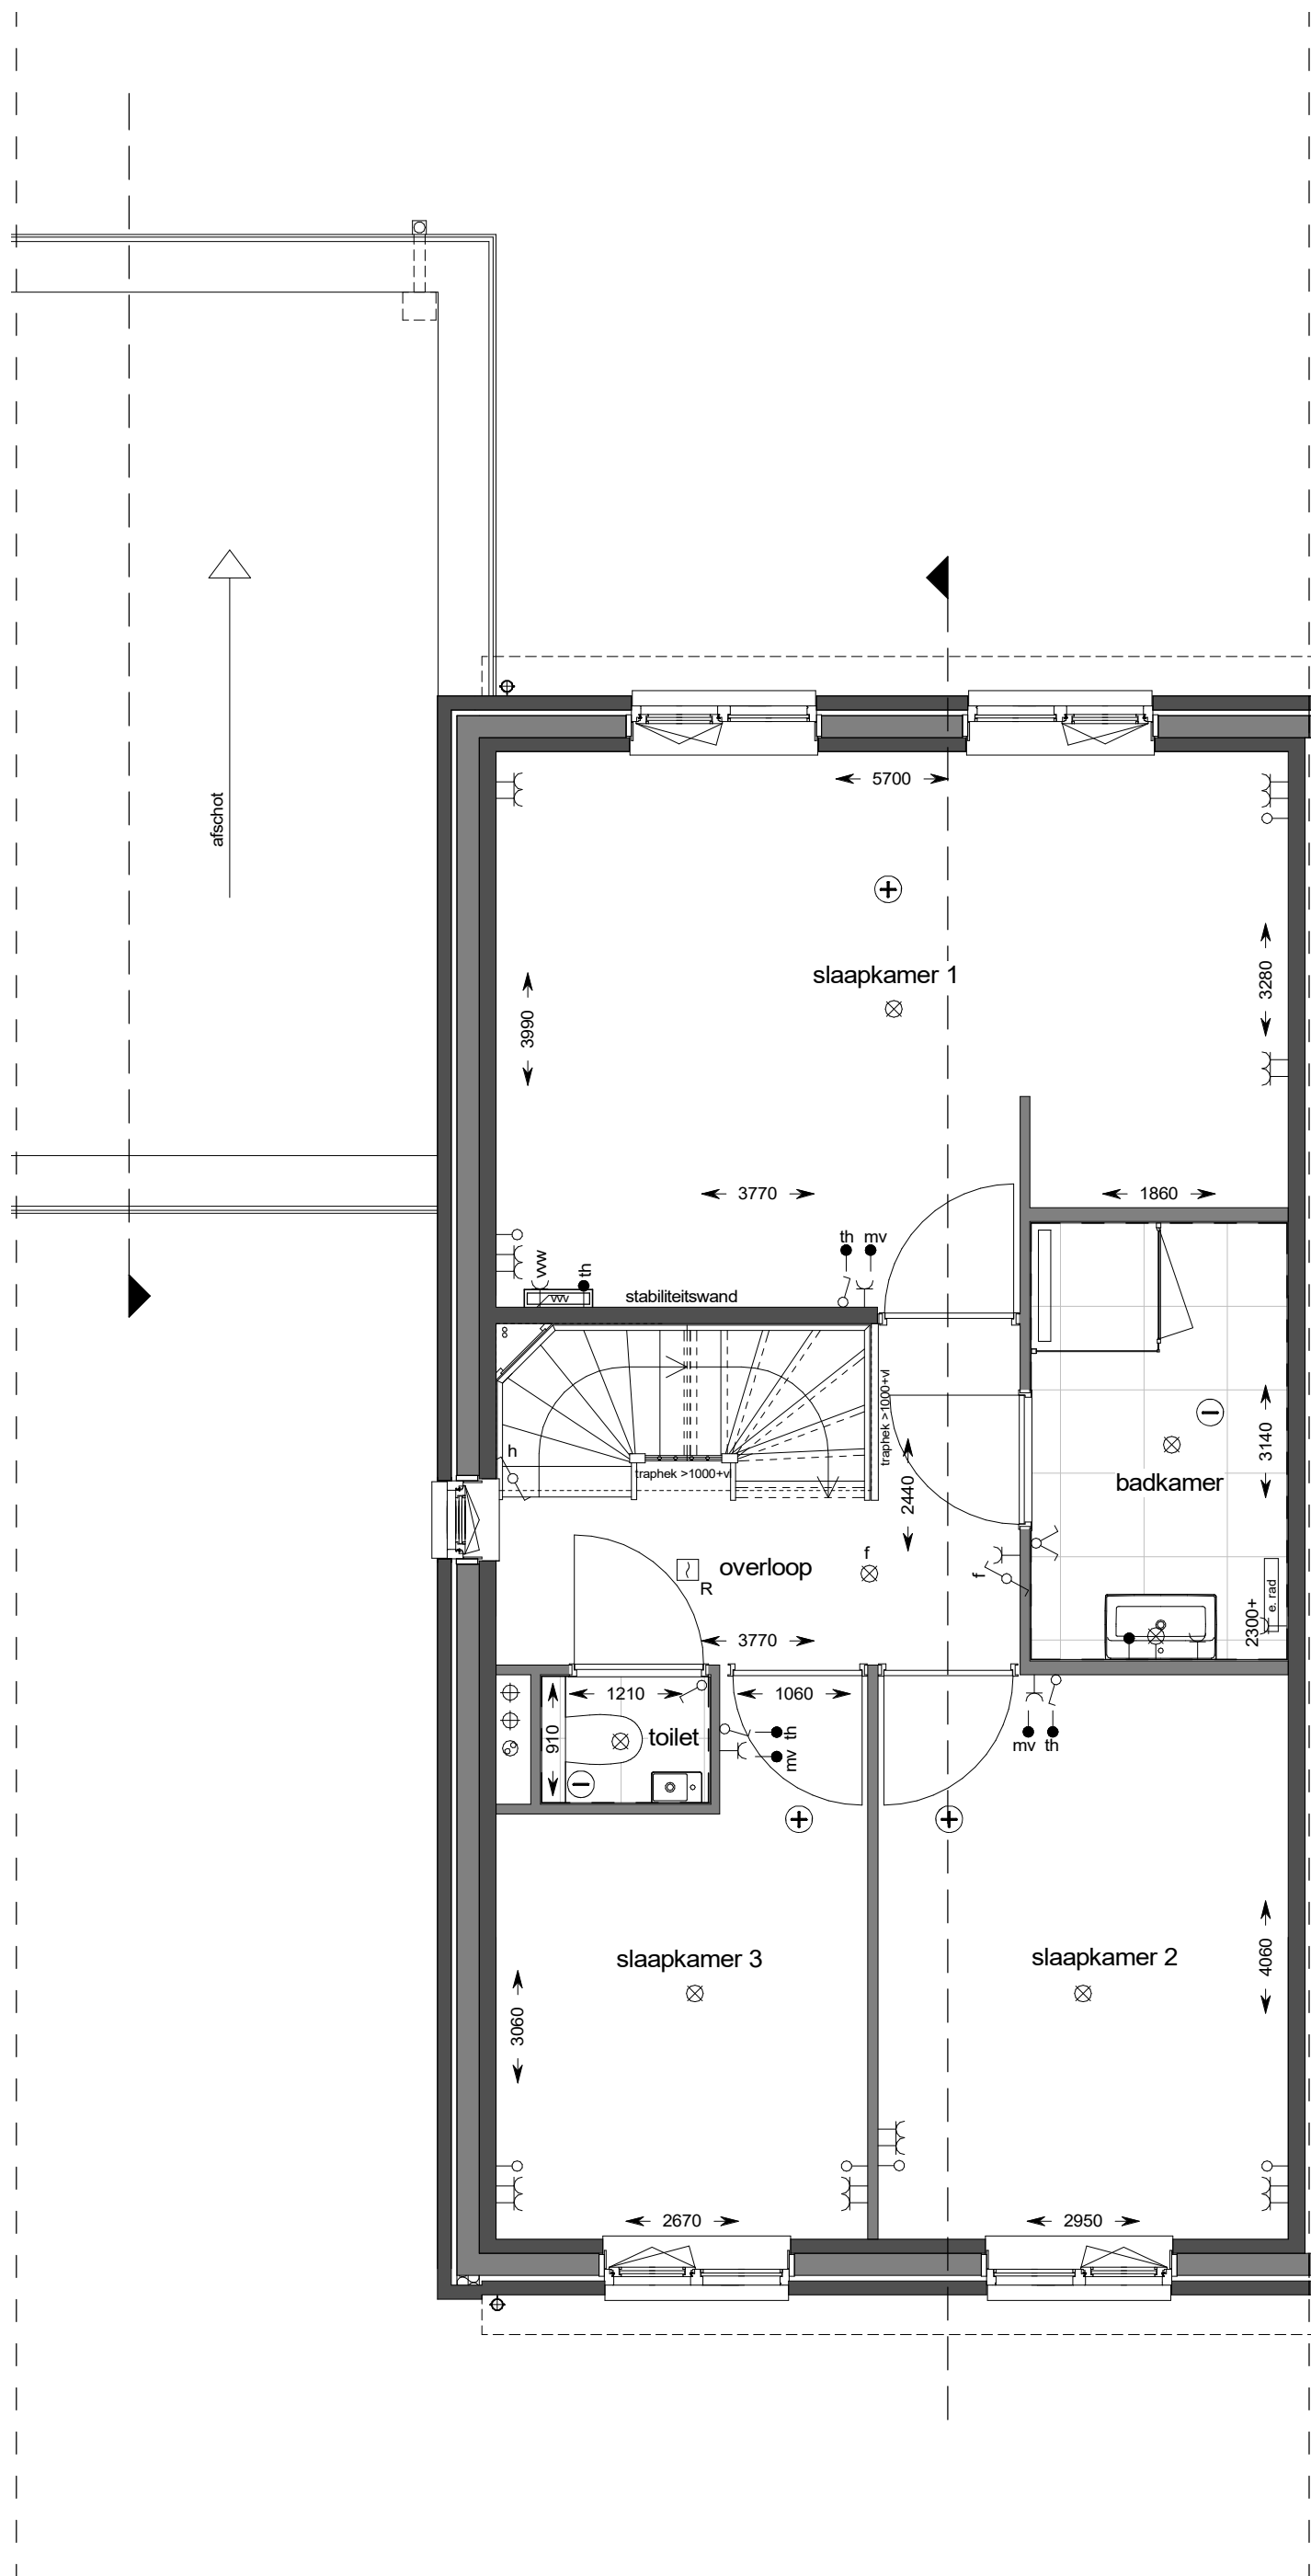 5700
afschot
slaapkamer 1
3280
3990
3770
1860
th mv
vvw
th
stabiliteitswand
traphek >1000+vl
h
traphek >1000+vl
2440
3140
badkamer
f
overloop
R
f
e. rad
2300+
3770
1210
1060
910
toilet
th
mv
mv th
slaapkamer 3
slaapkamer 2
4060
3060
2670
2950